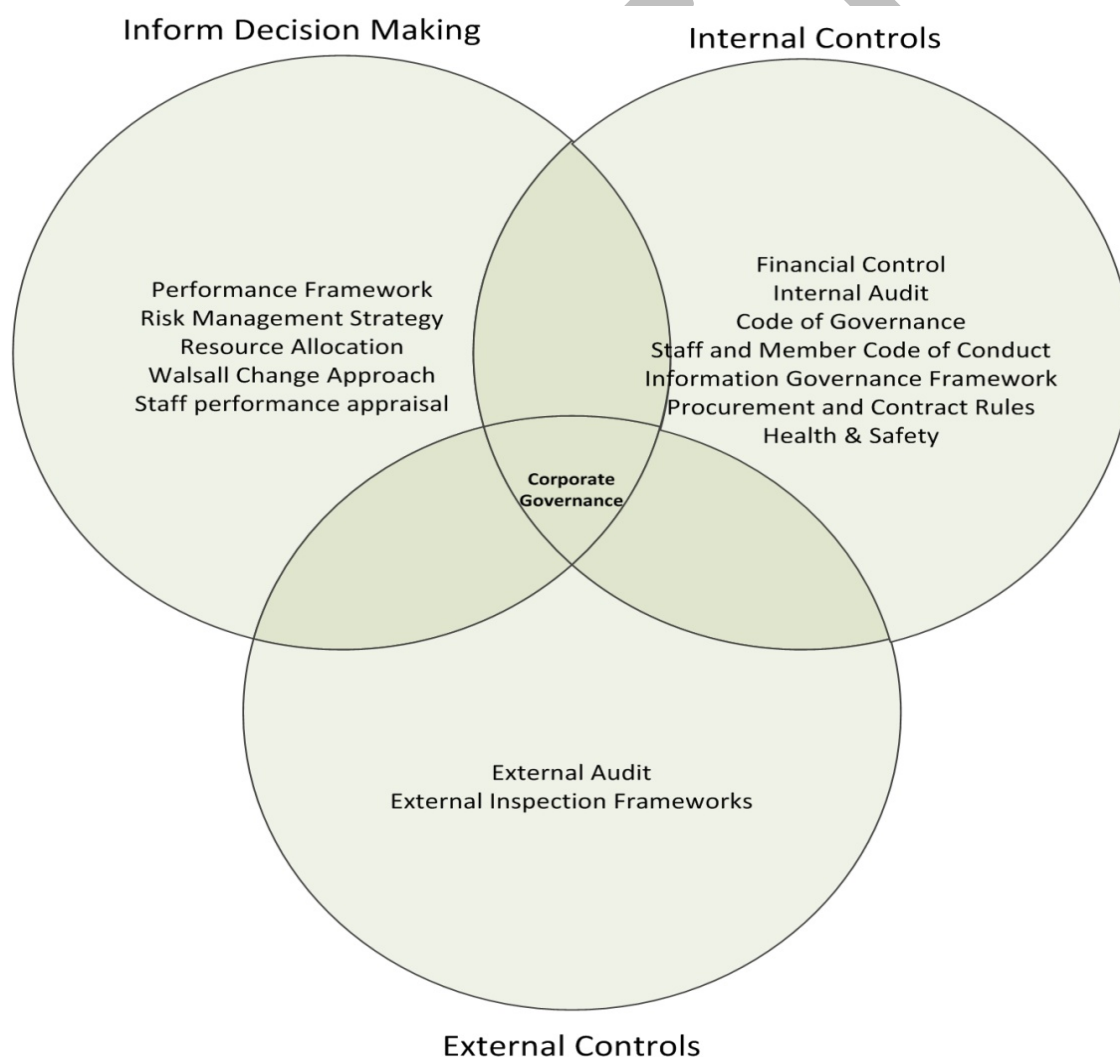 Inform Decision Making
Internal Controls
Performance Framework
Risk Management Strategy
Resource Allocation
Walsall Change Approach
Staff performance appraisal
Financial Control
Internal Audit
Code of Governance
Staff and Member Code of Conduct
Information Governance Framework
Procurement and Contract Rules
Health & Safety
Corporate
Governance
External Audit
External Inspection Frameworks
External Controls